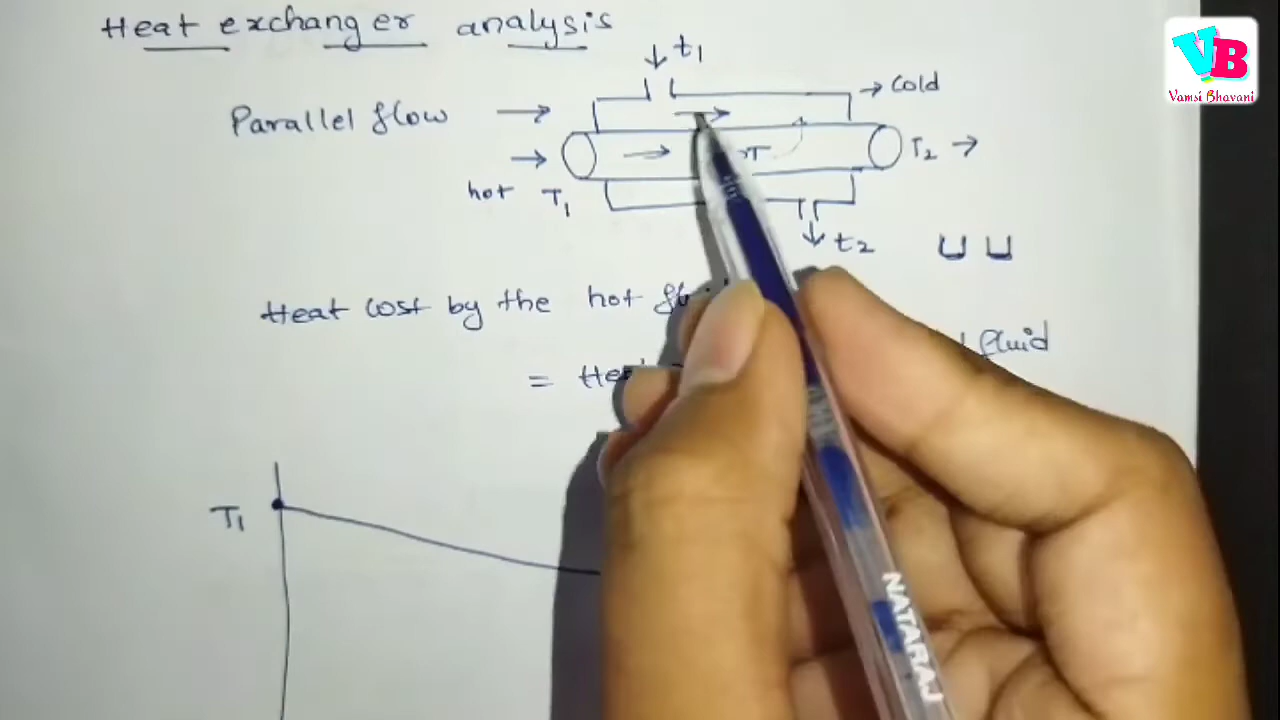 Heat exchanger analysis
t1
cold
Parallel flow
T2
hot T1
t2
Heat lost by the hot
fluid
=
T1
NATARAJ
VB
Vamsi Bhavani